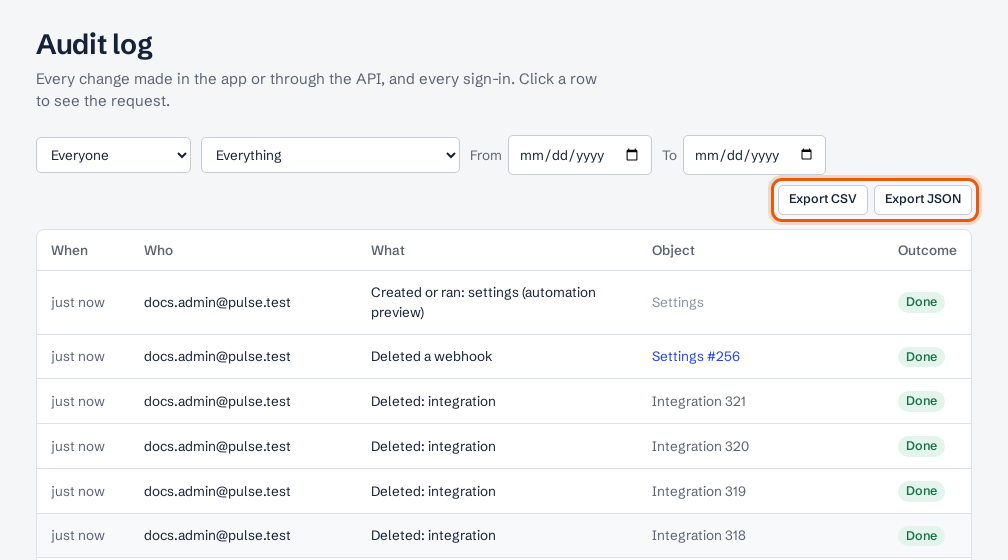 Audit log
Every change made in the app or through the API, and every sign-in. Click a row
to see the request.
Everyone Everything From mm/dd/yyyy To mm/dd/yyyy
Export CSV Export JSON
When Who What Object Outcome
just now docs.admin@pulse.test Created or ran: settings (automation
preview) Settings Done
just now docs.admin@pulse.test Deleted a webhook Settings #256 Done
just now docs.admin@pulse.test Deleted: integration Integration 321 Done
just now docs.admin@pulse.test Deleted: integration Integration 320 Done
just now docs.admin@pulse.test Deleted: integration Integration 319 Done
just now docs.admin@pulse.test Deleted: integration Integration 318 Done